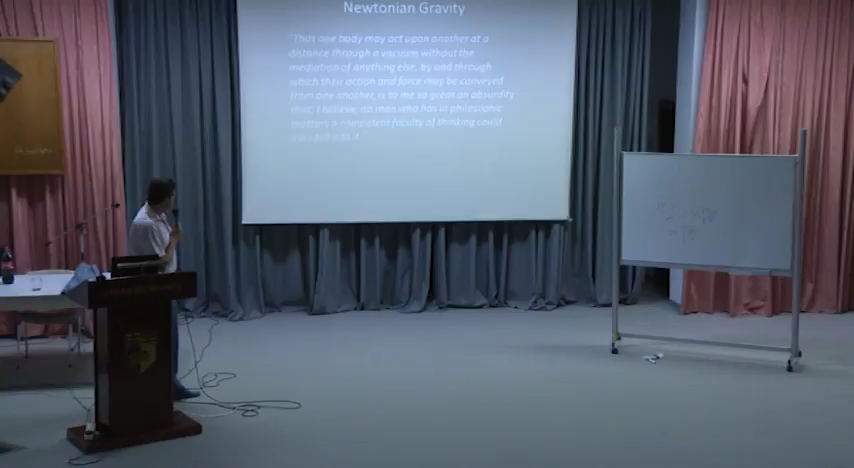 Newtonian Gravity
"That one body may act upon another at a
distance through a vacuum without the
mediation of anything else, by and through
which their action and force may be conveyed
from one another, is to me so great an absurdity
that, I believe, no man who has in philosophic
matters a competent faculty of thinking could
ever fall into it."